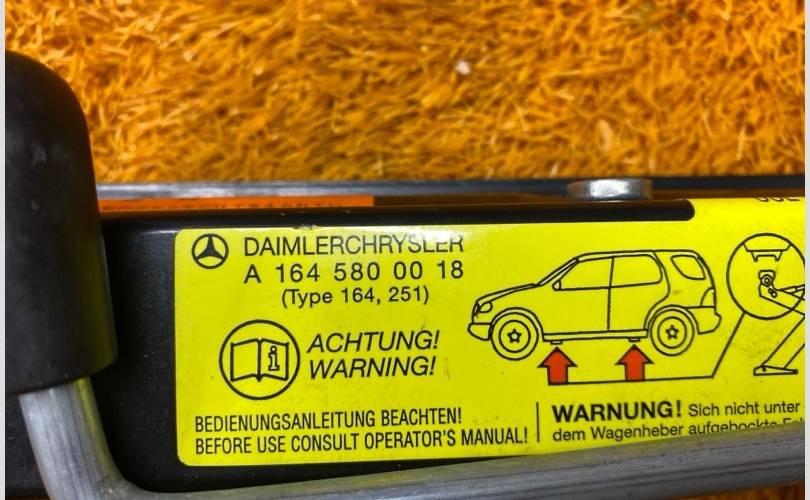 DAIMLERCHRYSLER
A 164 580 00 18
(Type 164, 251)
ACHTUNG!
WARNING!
BEDIENUNGSANLEITUNG BEACHTEN!
BEFORE USE CONSULT OPERATOR'S MANUAL!
WARNUNG! Sich nicht unter
dem Wagenheber aufgebockte